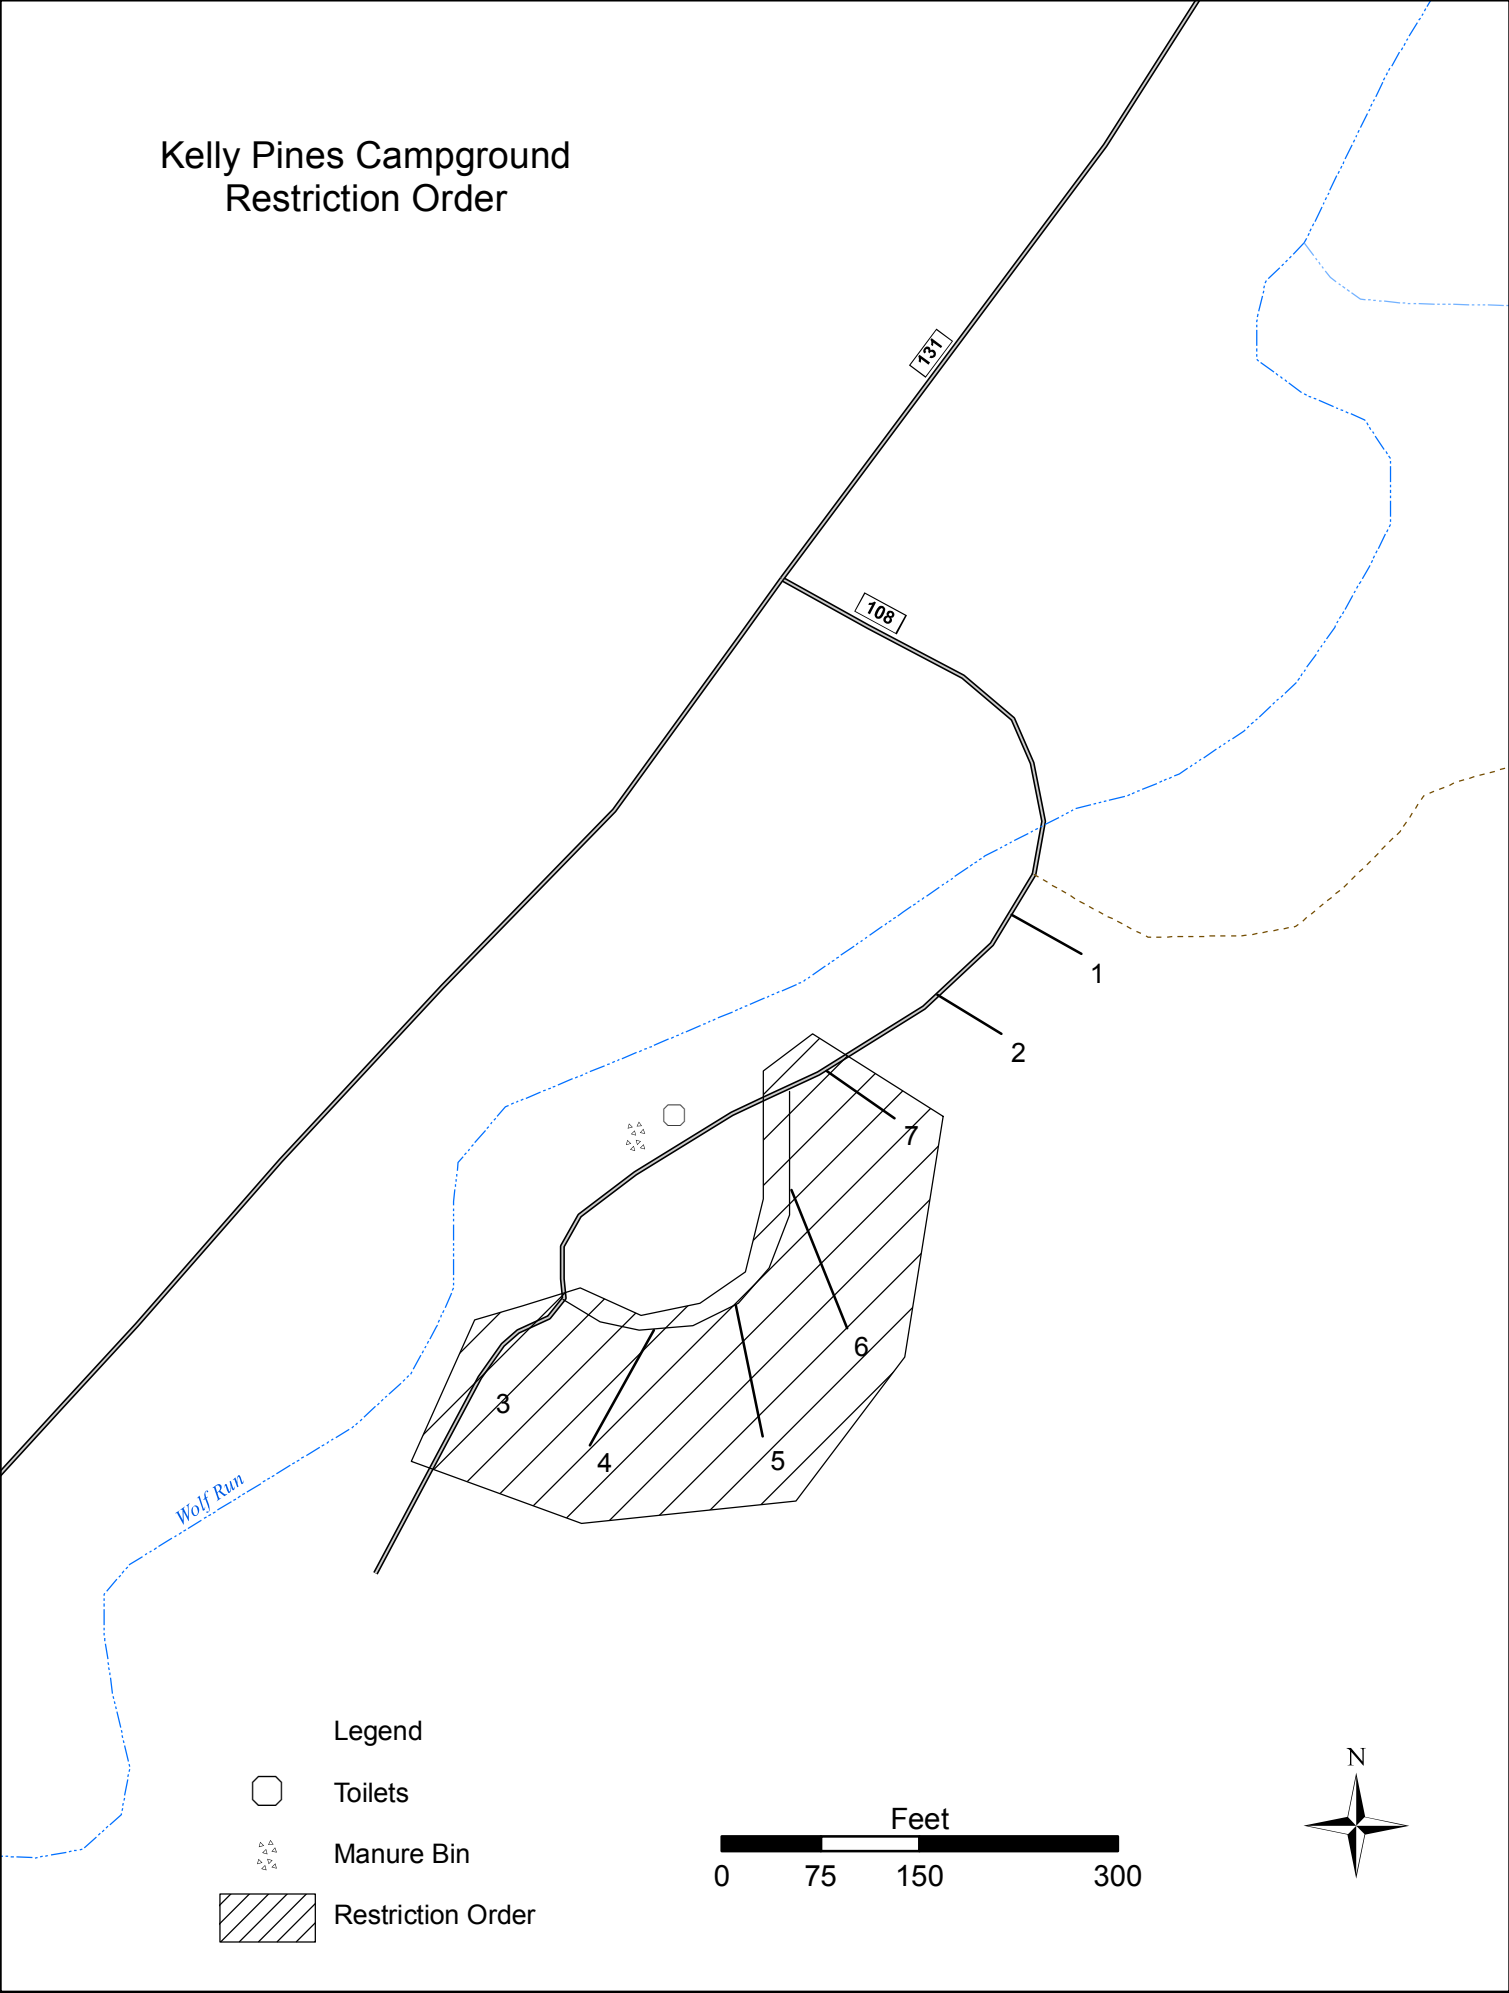 Kelly Pines Campground
Restriction Order
131
108
1
2
7
6
3
4
5
Wolf Run
Legend
Toilets
Manure Bin
Restriction Order
Feet
0 75 150 300
N